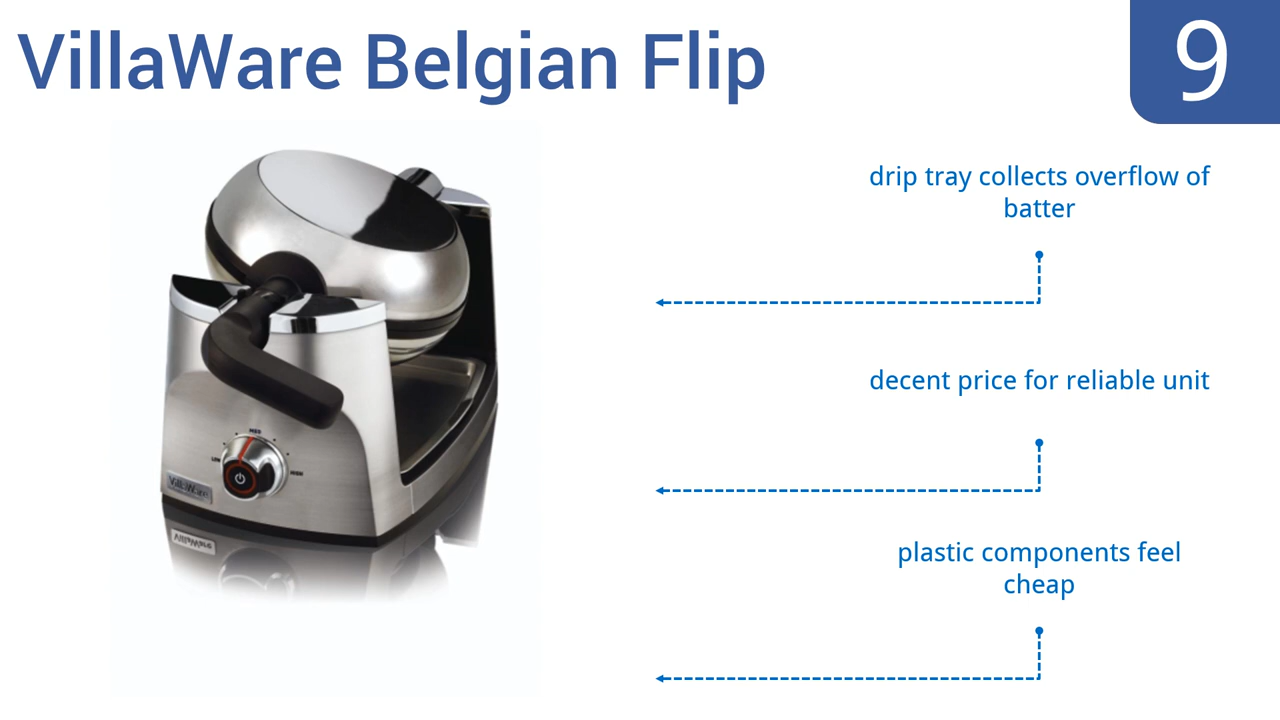 VillaWare Belgian Flip
9
drip tray collects overflow of
batter
decent price for reliable unit
plastic components feel
cheap
LOW
MED
HIGH
VillaWare